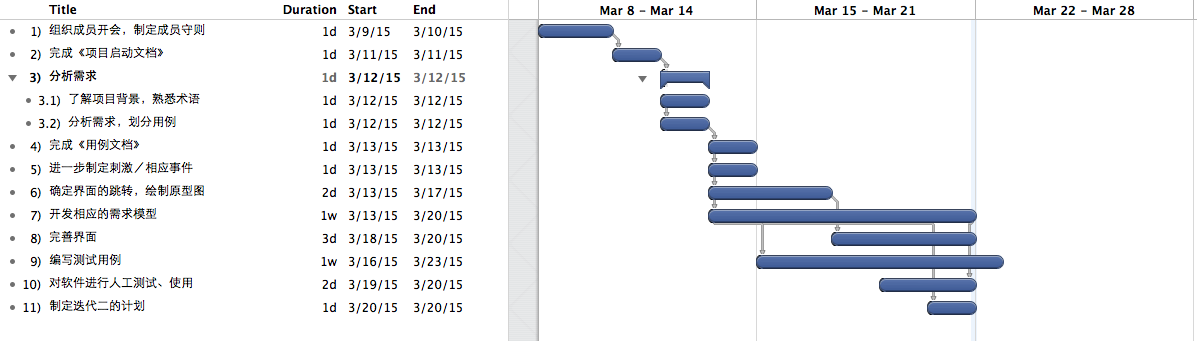 Title Duration Start End Mar 8 – Mar 14 Mar 15 – Mar 21 Mar 22 – Mar 28
1) 组织成员开会，制定成员守则 1d 3/9/15 3/10/15
2) 完成《项目启动文档》 1d 3/11/15 3/11/15
3) 分析需求 1d 3/12/15 3/12/15
3.1) 了解项目背景，熟悉术语 1d 3/12/15 3/12/15
3.2) 分析需求，划分用例 1d 3/12/15 3/12/15
4) 完成《用例文档》 1d 3/13/15 3/13/15
5) 进一步制定刺激／相应事件 1d 3/13/15 3/13/15
6) 确定界面的跳转，绘制原型图 2d 3/13/15 3/17/15
7) 开发相应的需求模型 1w 3/13/15 3/20/15
8) 完善界面 3d 3/18/15 3/20/15
9) 编写测试用例 1w 3/16/15 3/23/15
10) 对软件进行人工测试、使用 2d 3/19/15 3/20/15
11) 制定迭代二的计划 1d 3/20/15 3/20/15